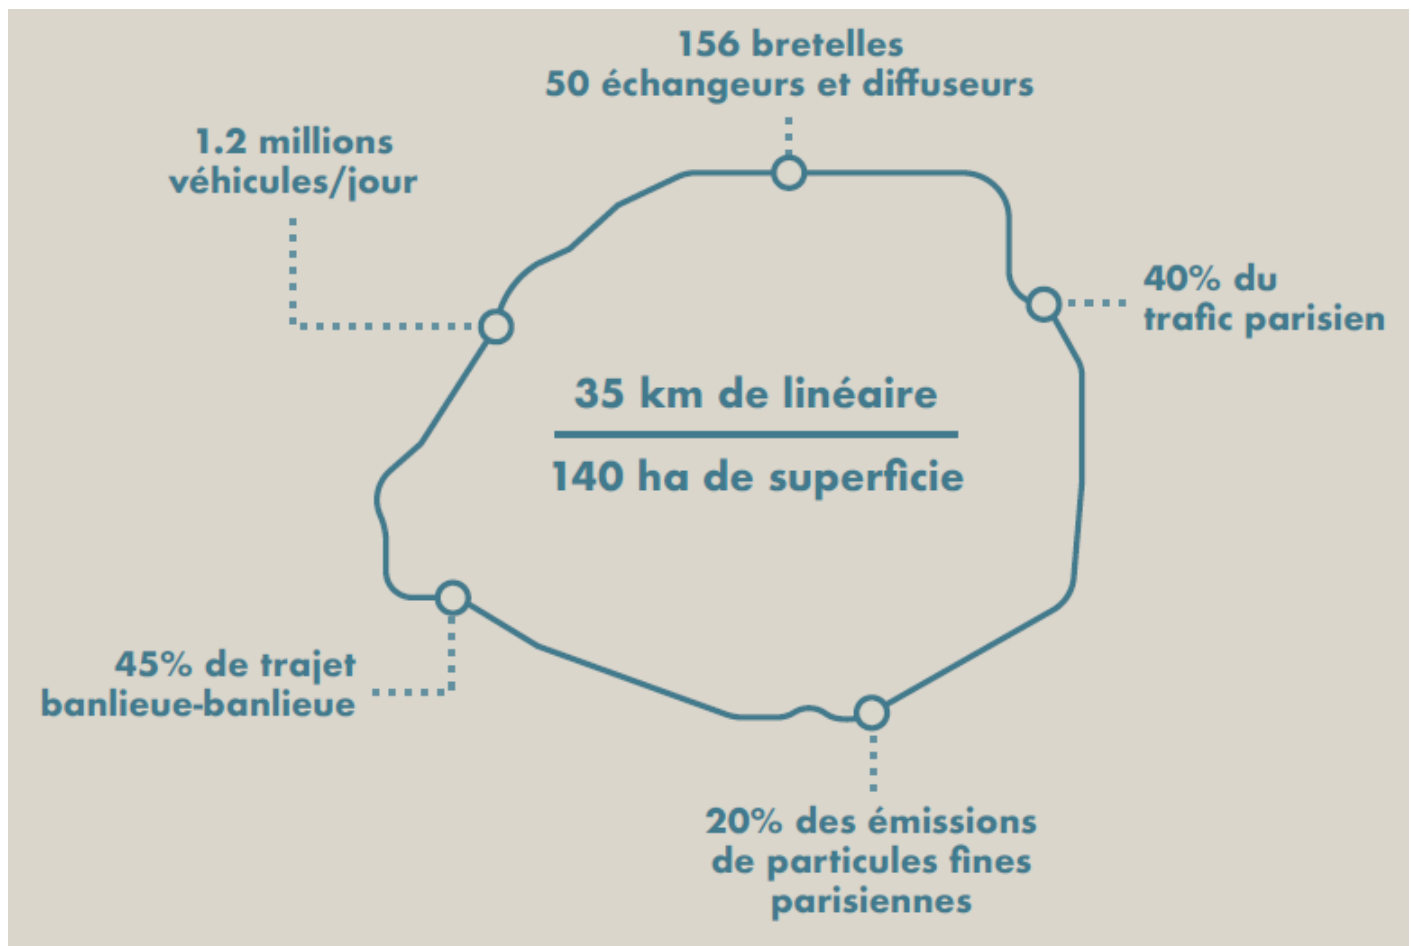 156 bretelles
50 échangeurs et diffuseurs
1.2 millions
véhicules/jour
40% du
trafic parisien
35 km de linéaire
140 ha de superficie
45% de trajet
banlieue-banlieue
20% des émissions
de particules fines
parisiennes